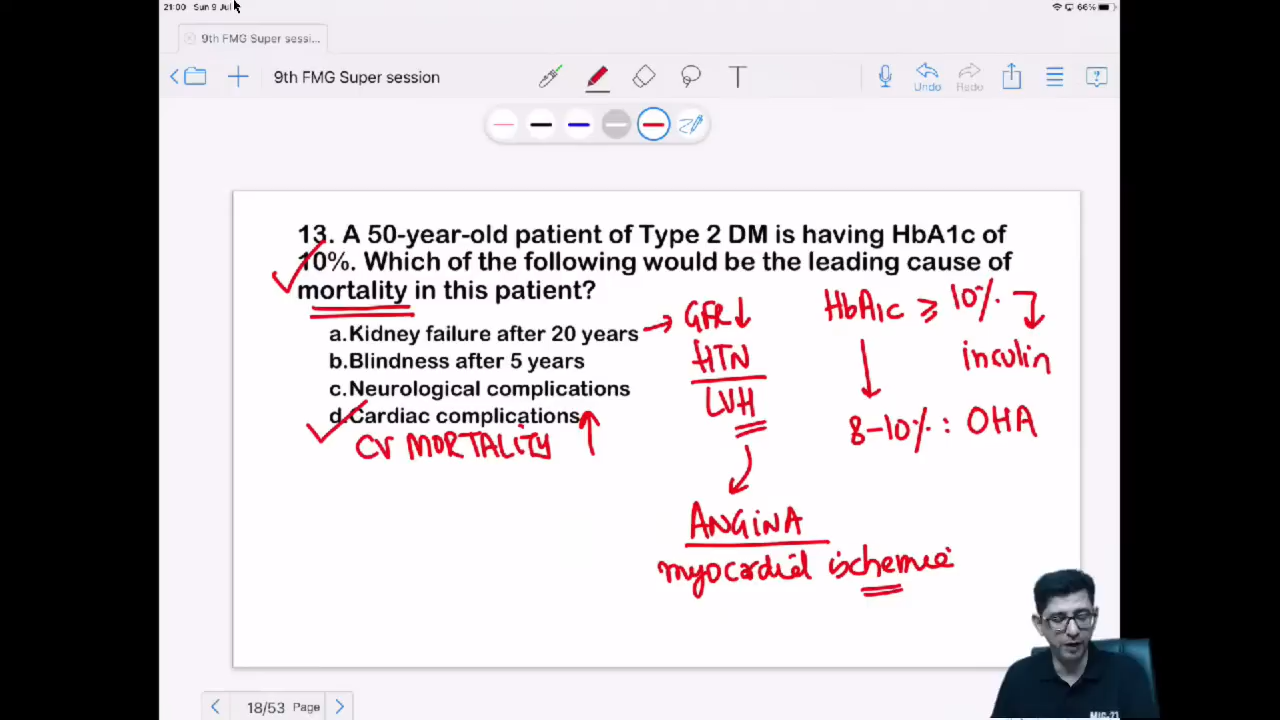 21:00 Sun 9 Jul
66%
9th FMG Super sessi...
9th FMG Super session
T
Undo
Redo
13. A 50-year-old patient of Type 2 DM is having HbA1c of
10%. Which of the following would be the leading cause of
mortality in this patient?
a.Kidney failure after 20 years
b.Blindness after 5 years
c.Neurological complications
d.Cardiac complications
CV MORTALITY ↑
→ GFR↓
HTN
LVH
ANGINA
myocardial ischemia
HbA1c ≥ 10%
inculin
8-10% : OHA
18/53 Page
MIG-21